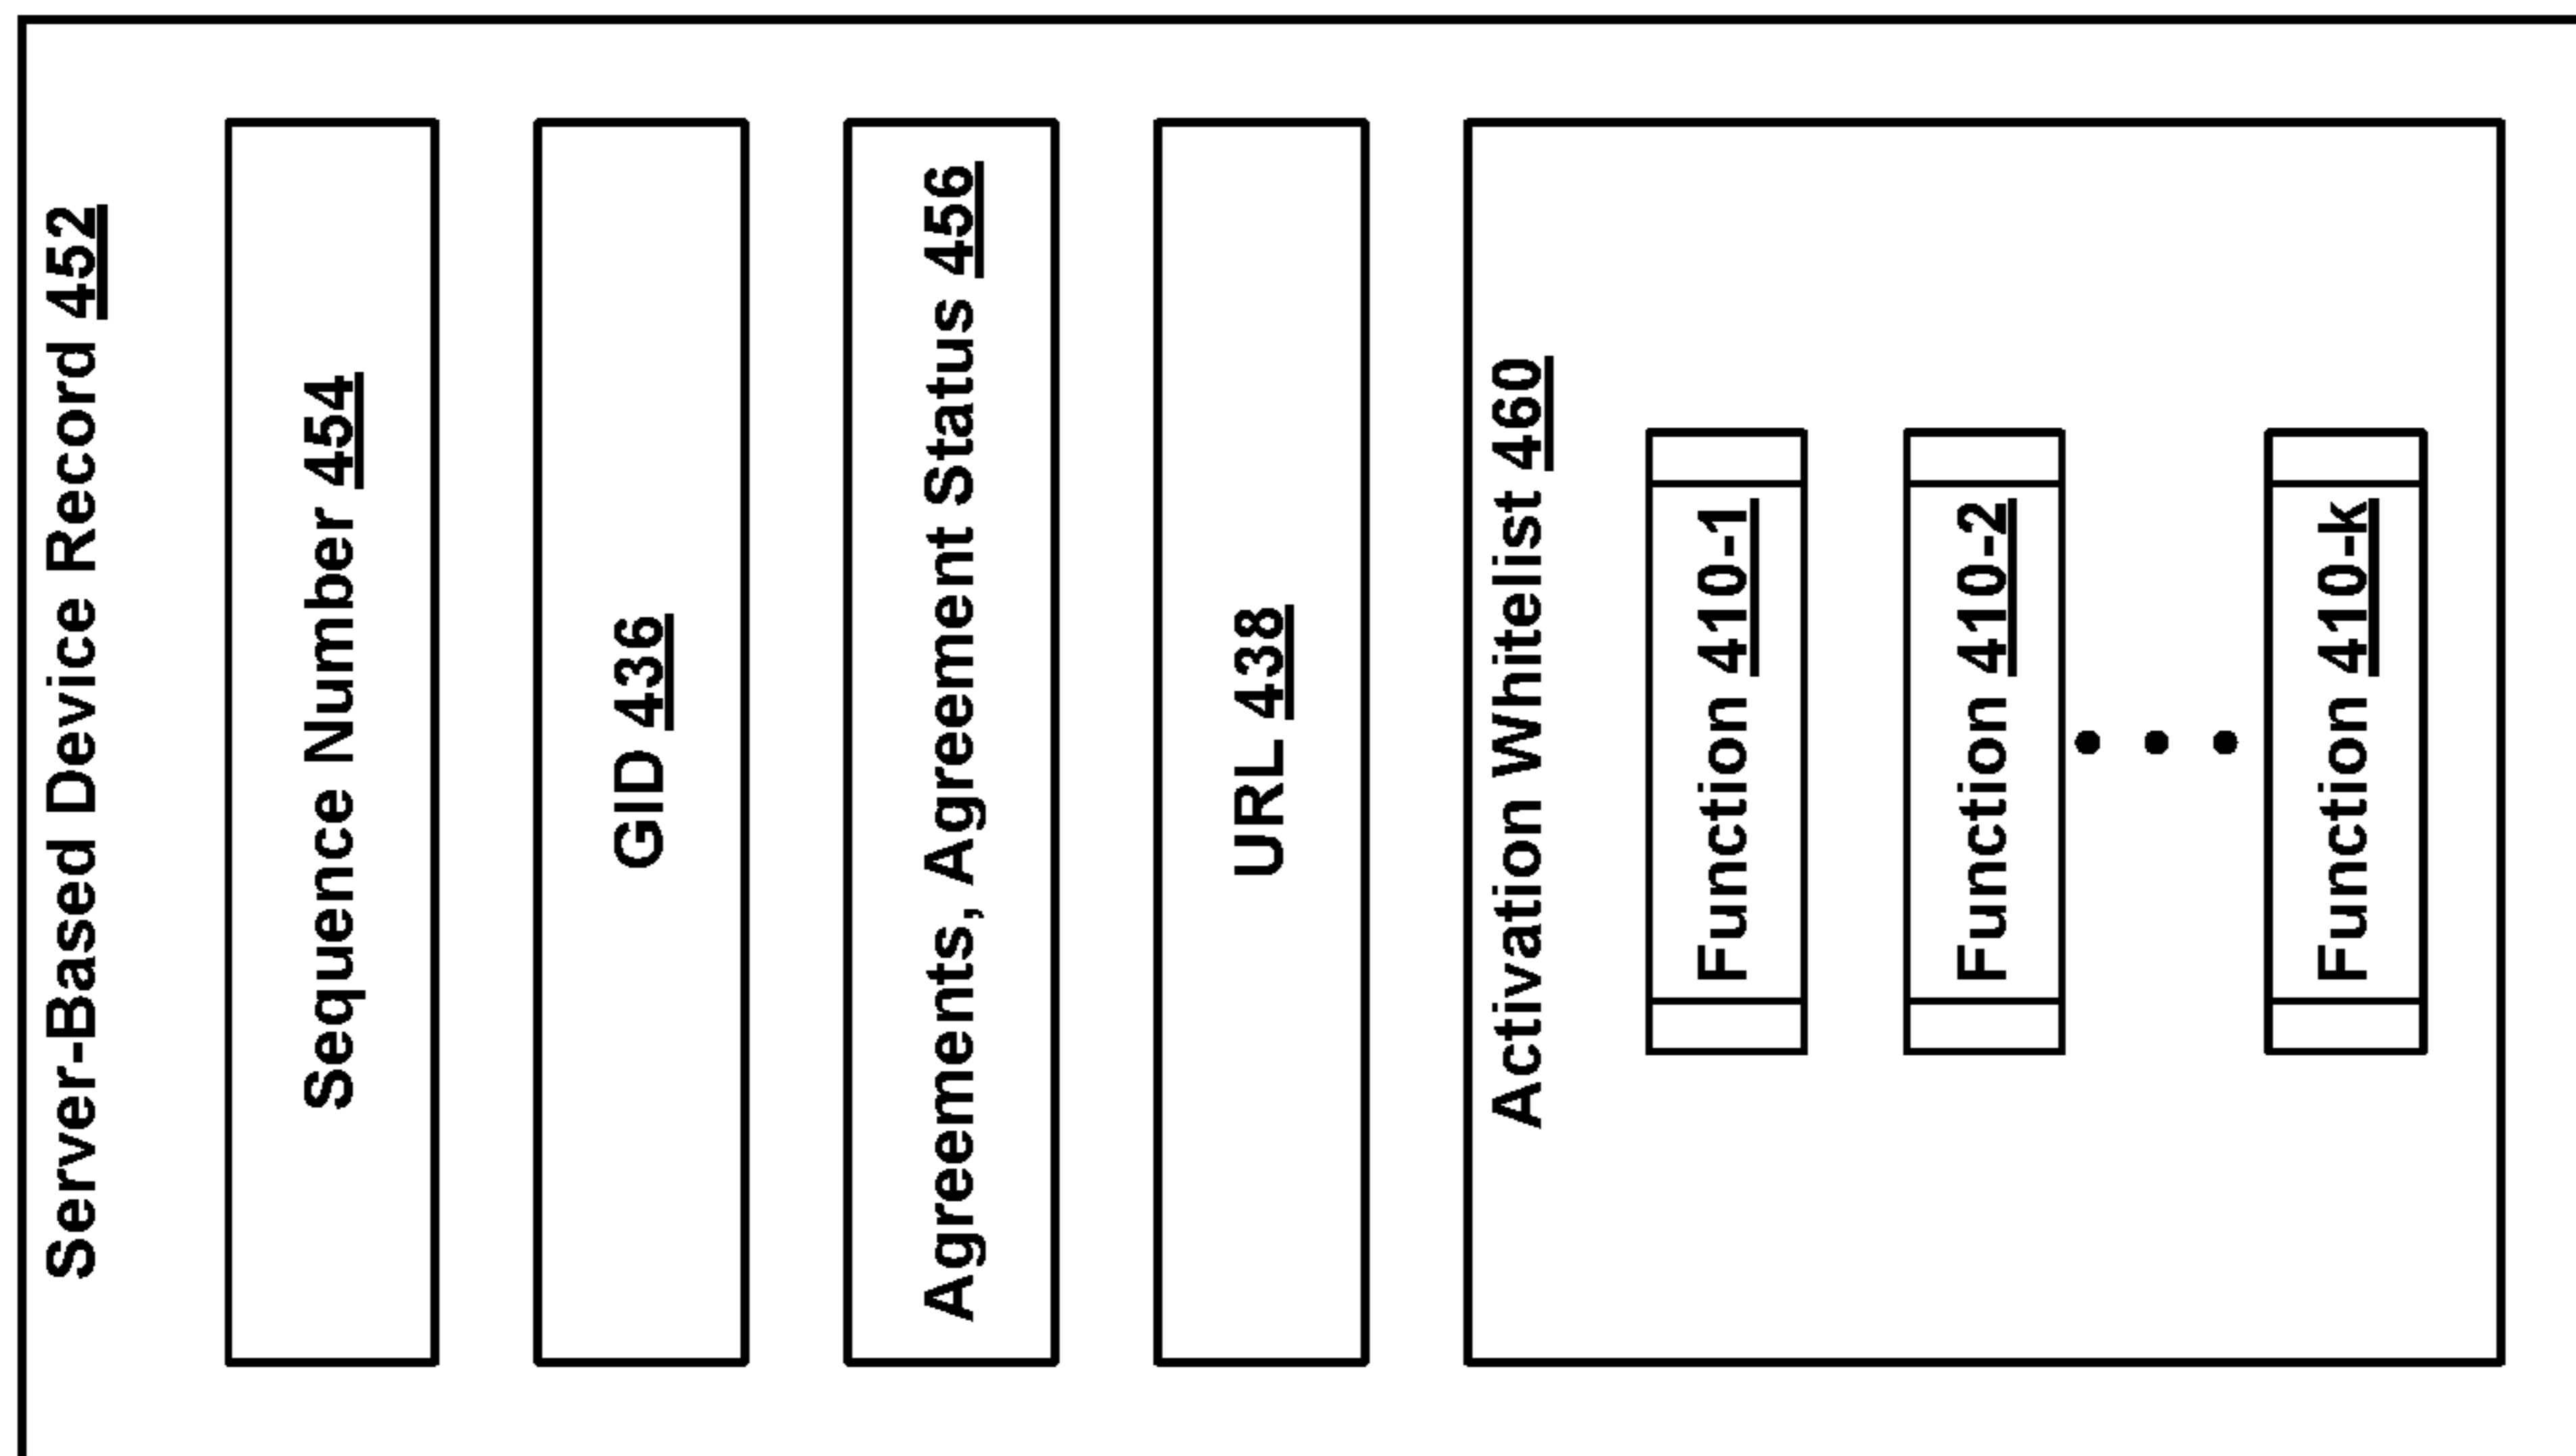 Server-Based Device Record 452
Sequence Number 454
GID 436
Agreements, Agreement Status 456
URL 438
Activation Whitelist 460
Function 410-1
Function 410-2
Function 410-k